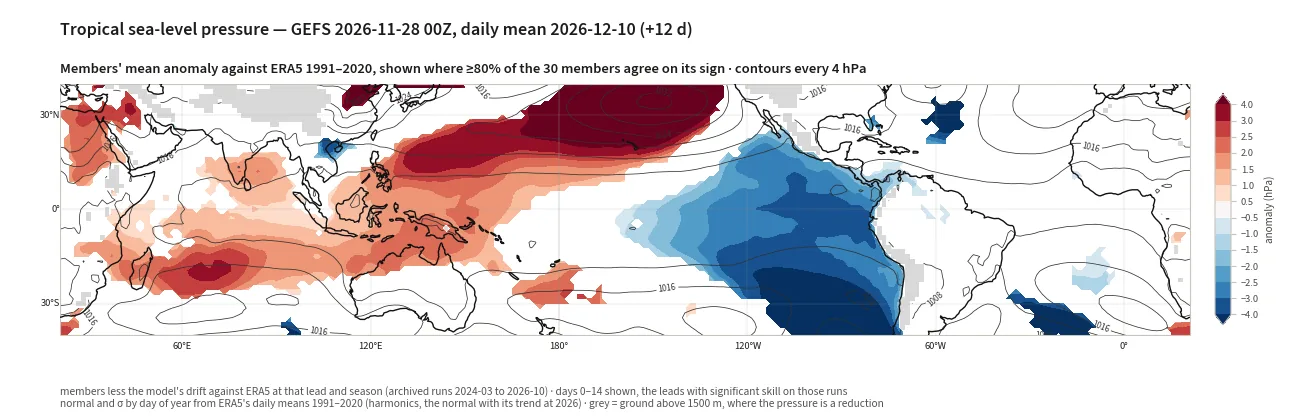 Tropical sea-level pressure — GEFS 2026-11-28 00Z, daily mean 2026-12-10 (+12 d)
Members' mean anomaly against ERA5 1991–2020, shown where ≥80% of the 30 members agree on its sign · contours every 4 hPa
30°N
0°
30°S
60°E
120°E
180°
120°W
60°W
0°
1016
1016
1016
1016
1016
1016
1016
1016
1016
1008
4.0
3.0
2.5
2.0
1.5
1.0
0.5
−0.5
−1.0
−1.5
−2.0
−2.5
−3.0
−4.0
anomaly (hPa)
members less the model's drift against ERA5 at that lead and season (archived runs 2024-03 to 2026-10) · days 0–14 shown, the leads with significant skill on those runs
normal and σ by day of year from ERA5's daily means 1991–2020 (harmonics, the normal with its trend at 2026) · grey = ground above 1500 m, where the pressure is a reduction